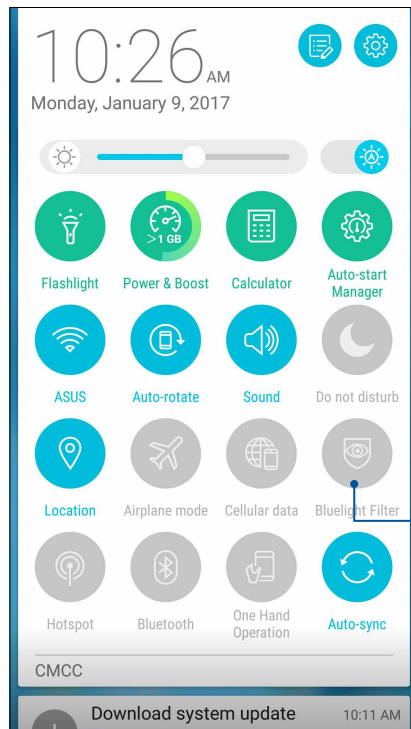 10:26 AM
Monday, January 9, 2017
A
>1 GB
Flashlight
Power & Boost
Calculator
Auto-start
Manager
ASUS
Auto-rotate
Sound
Do not disturb
Location
Airplane mode
Cellular data
Bluelight Filter
Hotspot
Bluetooth
One Hand
Operation
Auto-sync
CMCC
Download system update 10:11 AM